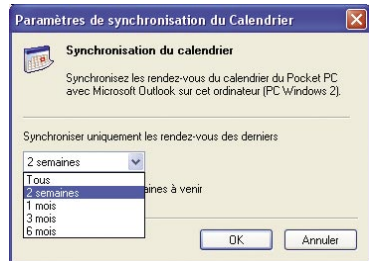 Paramètres de synchronisation du Calendrier
Synchronisation du calendrier
Synchronisez les rendez-vous du calendrier du Pocket PC
avec Microsoft Outlook sur cet ordinateur (PC Windows 2).
Synchroniser uniquement les rendez-vous des derniers
2 semaines
Tous
2 semaines
à venir
1 mois
3 mois
6 mois
OK
Annuler